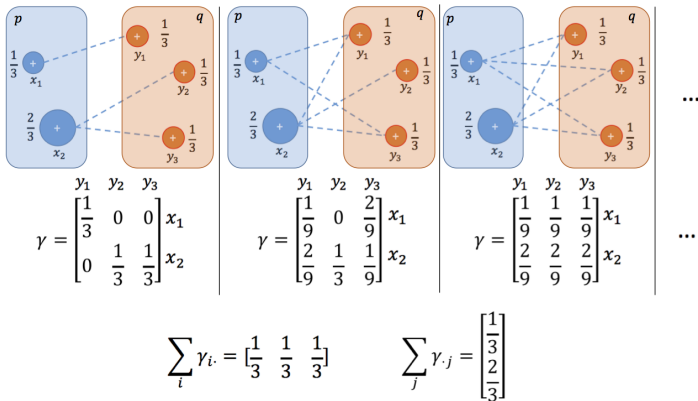 p q p q p q
1/3 x₁ y₁ 1/3 y₂ 1/3 2/3 x₂ y₃ 1/3
1/3 x₁ y₁ 1/3 y₂ 1/3 2/3 x₂ y₃ 1/3
1/3 x₁ y₁ 1/3 y₂ 1/3 2/3 x₂ y₃ 1/3
...
y₁ y₂ y₃
γ = [1/3 0 0; 0 1/3 1/3] x₁ x₂
y₁ y₂ y₃
γ = [1/9 0 2/9; 2/9 1/3 1/9] x₁ x₂
y₁ y₂ y₃
γ = [1/9 1/9 1/9; 2/9 2/9 2/9] x₁ x₂
...
∑ᵢ γᵢ. = [1/3 1/3 1/3]
∑ⱼ γ.ⱼ = [1/3; 2/3]